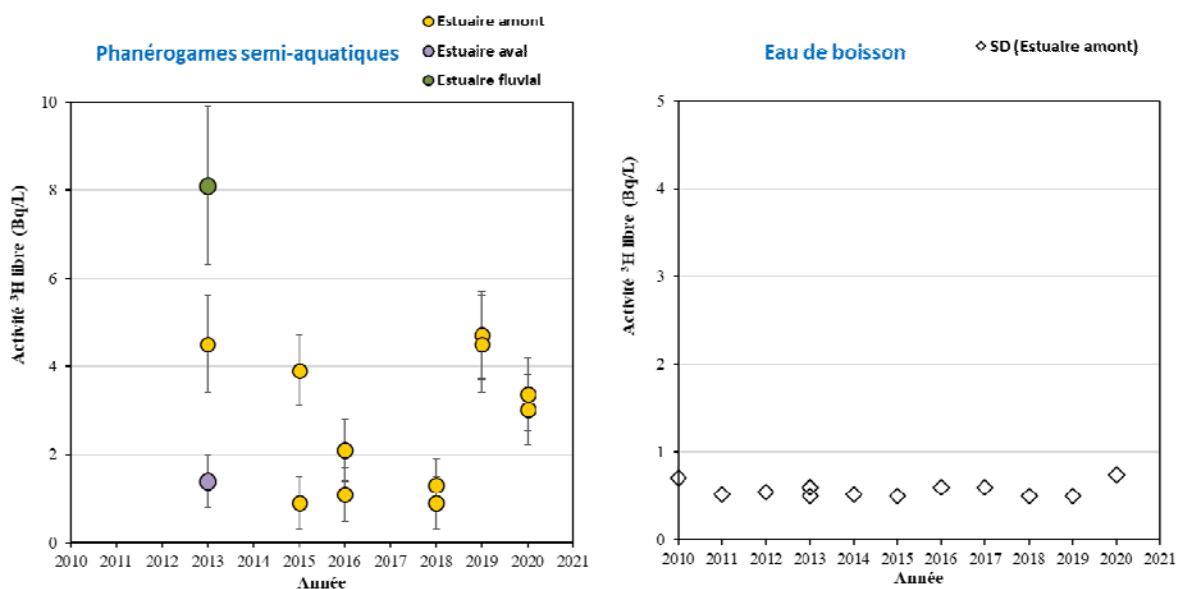 Estuaire amont
Phanérogames semi-aquatiques
Estuaire aval
Estuaire fluvial
10
8
6
4
2
0
Activité ³H libre (Bq/L)
2010 2011 2012 2013 2014 2015 2016 2017 2018 2019 2020 2021
Année
Eau de boisson
SD (Estuaire amont)
5
4
3
2
1
0
Activité ³H libre (Bq/L)
2010 2011 2012 2013 2014 2015 2016 2017 2018 2019 2020 2021
Année